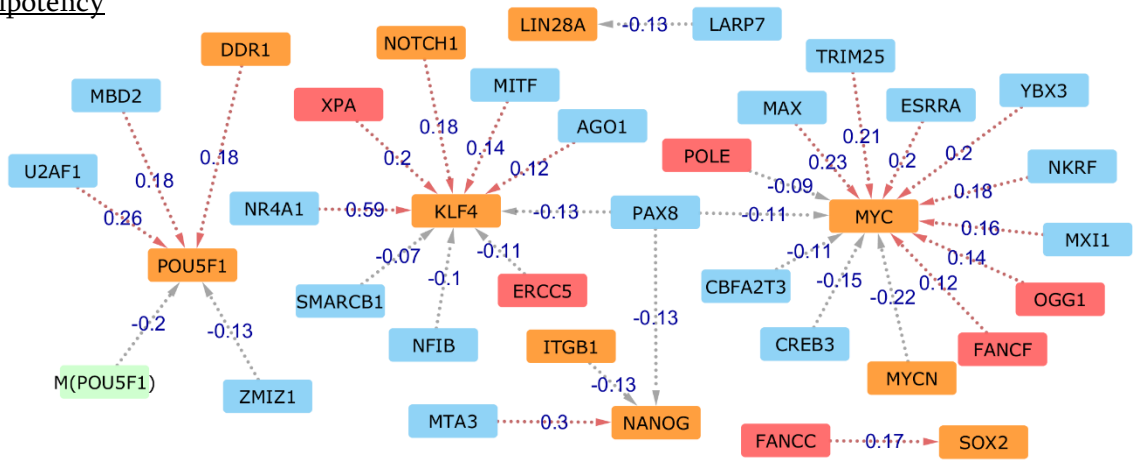 ipotency
LIN28A
-0.13
LARP7
DDR1
NOTCH1
TRIM25
MBD2
XPA
MITF
MAX
ESRRA
YBX3
AGO1
0.18
0.14
0.21
0.2
0.2
0.18
0.2
0.12
POLE
0.23
NKRF
U2AF1
0.18
-0.09
0.18
0.26
NR4A1
0.59
KLF4
-0.13
PAX8
-0.11
MYC
0.16
MXI1
POU5F1
-0.07
-0.11
-0.11
0.14
SMARCB1
-0.1
ERCC5
CBFA2T3
-0.15
0.12
OGG1
-0.2
-0.13
-0.13
-0.22
NFIB
ITGB1
CREB3
FANCF
M(POU5F1)
ZMIZ1
-0.13
MYCN
MTA3
0.3
NANOG
FANCC
0.17
SOX2